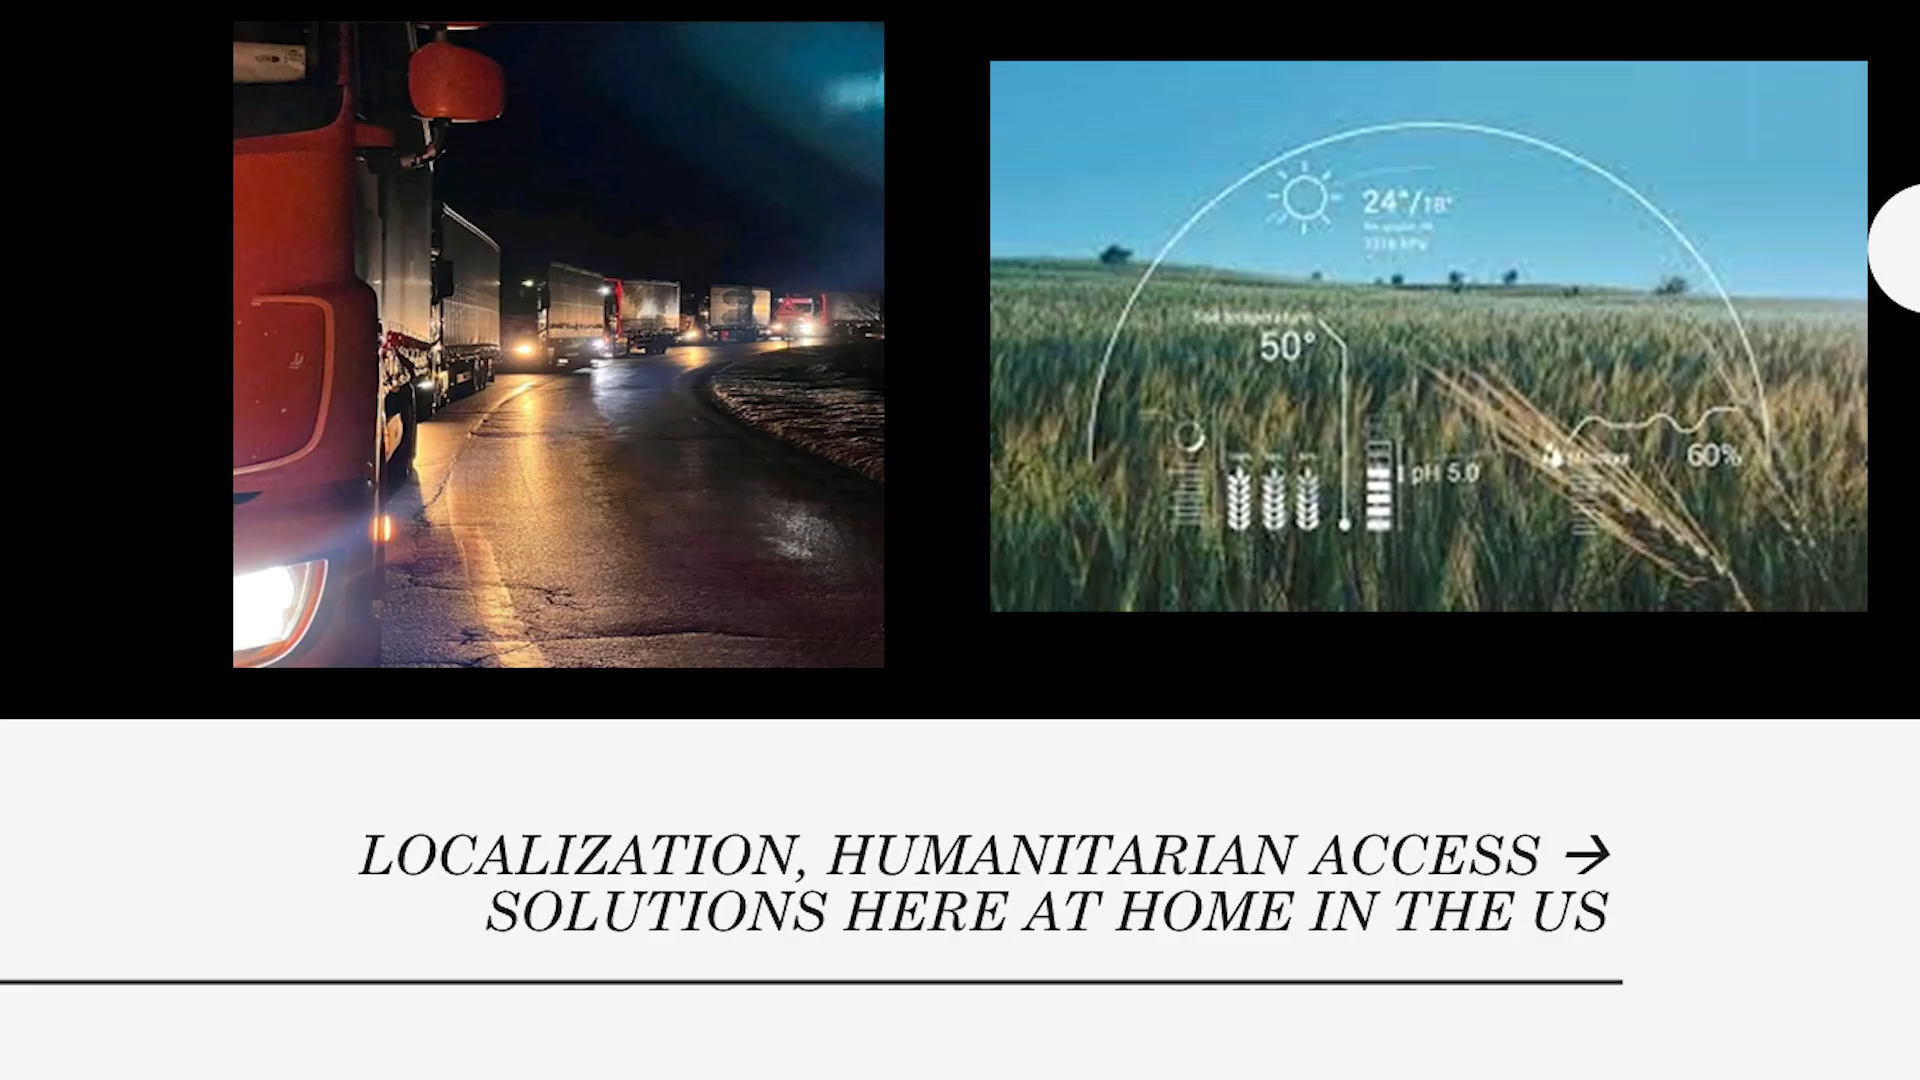 24°/18°
50°
pH 5.0
60%
LOCALIZATION, HUMANITARIAN ACCESS →
SOLUTIONS HERE AT HOME IN THE US